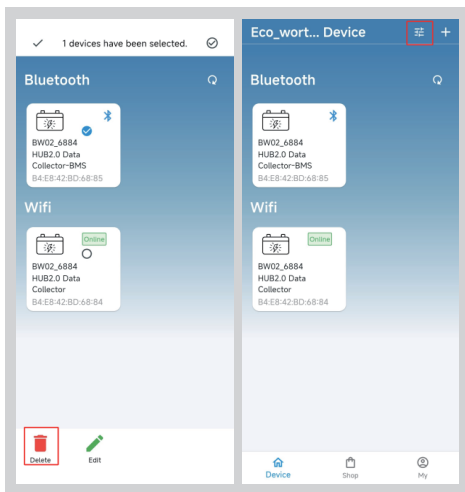 1 devices have been selected.
Bluetooth
BW02_6884
HUB2.0 Data
Collector-BMS
B4:E8:42:BD:68:85
Wifi
Online
BW02_6884
HUB2.0 Data
Collector
B4:E8:42:BD:68:84
Delete
Edit
Eco_wort... Device
Bluetooth
BW02_6884
HUB2.0 Data
Collector-BMS
B4:E8:42:BD:68:85
Wifi
Online
BW02_6884
HUB2.0 Data
Collector
B4:E8:42:BD:68:84
Device
Shop
My